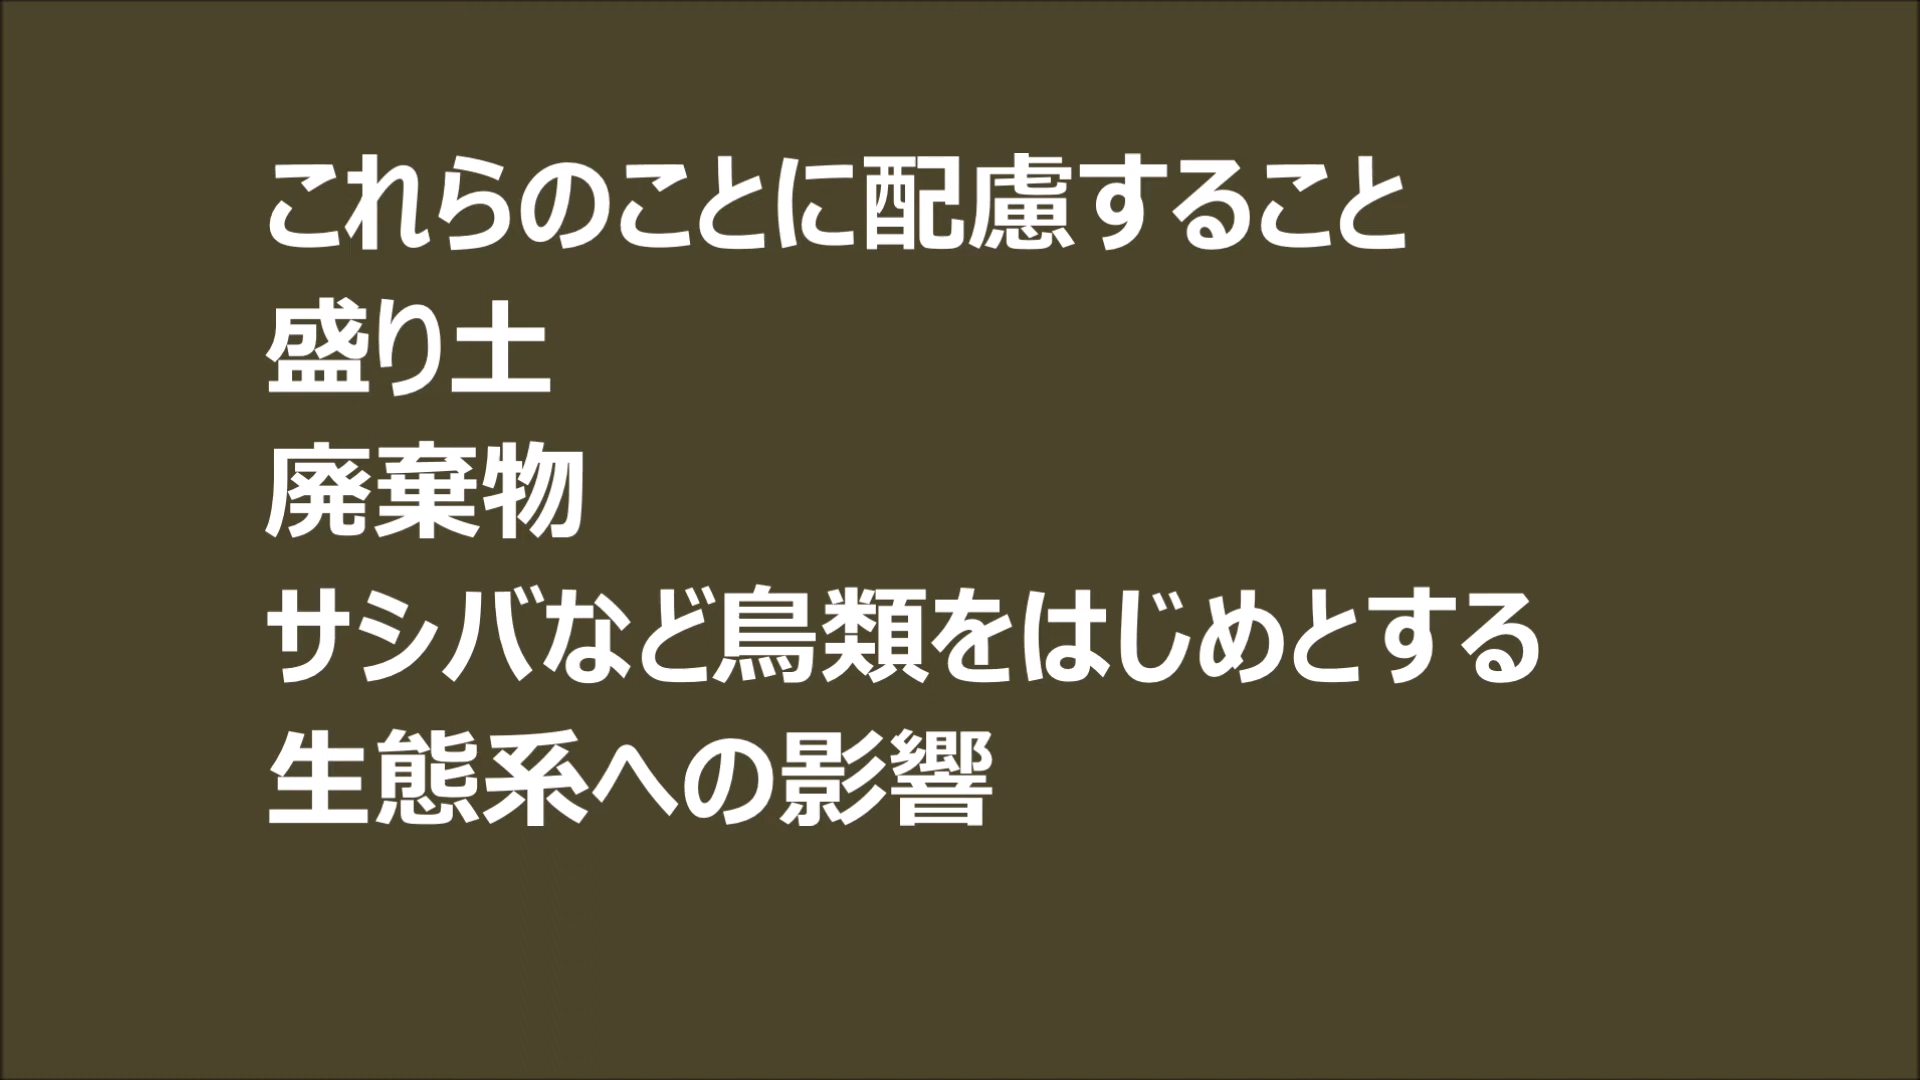 これらのことに配慮すること
盛り土
廃棄物
サシバなど鳥類をはじめとする
生態系への影響